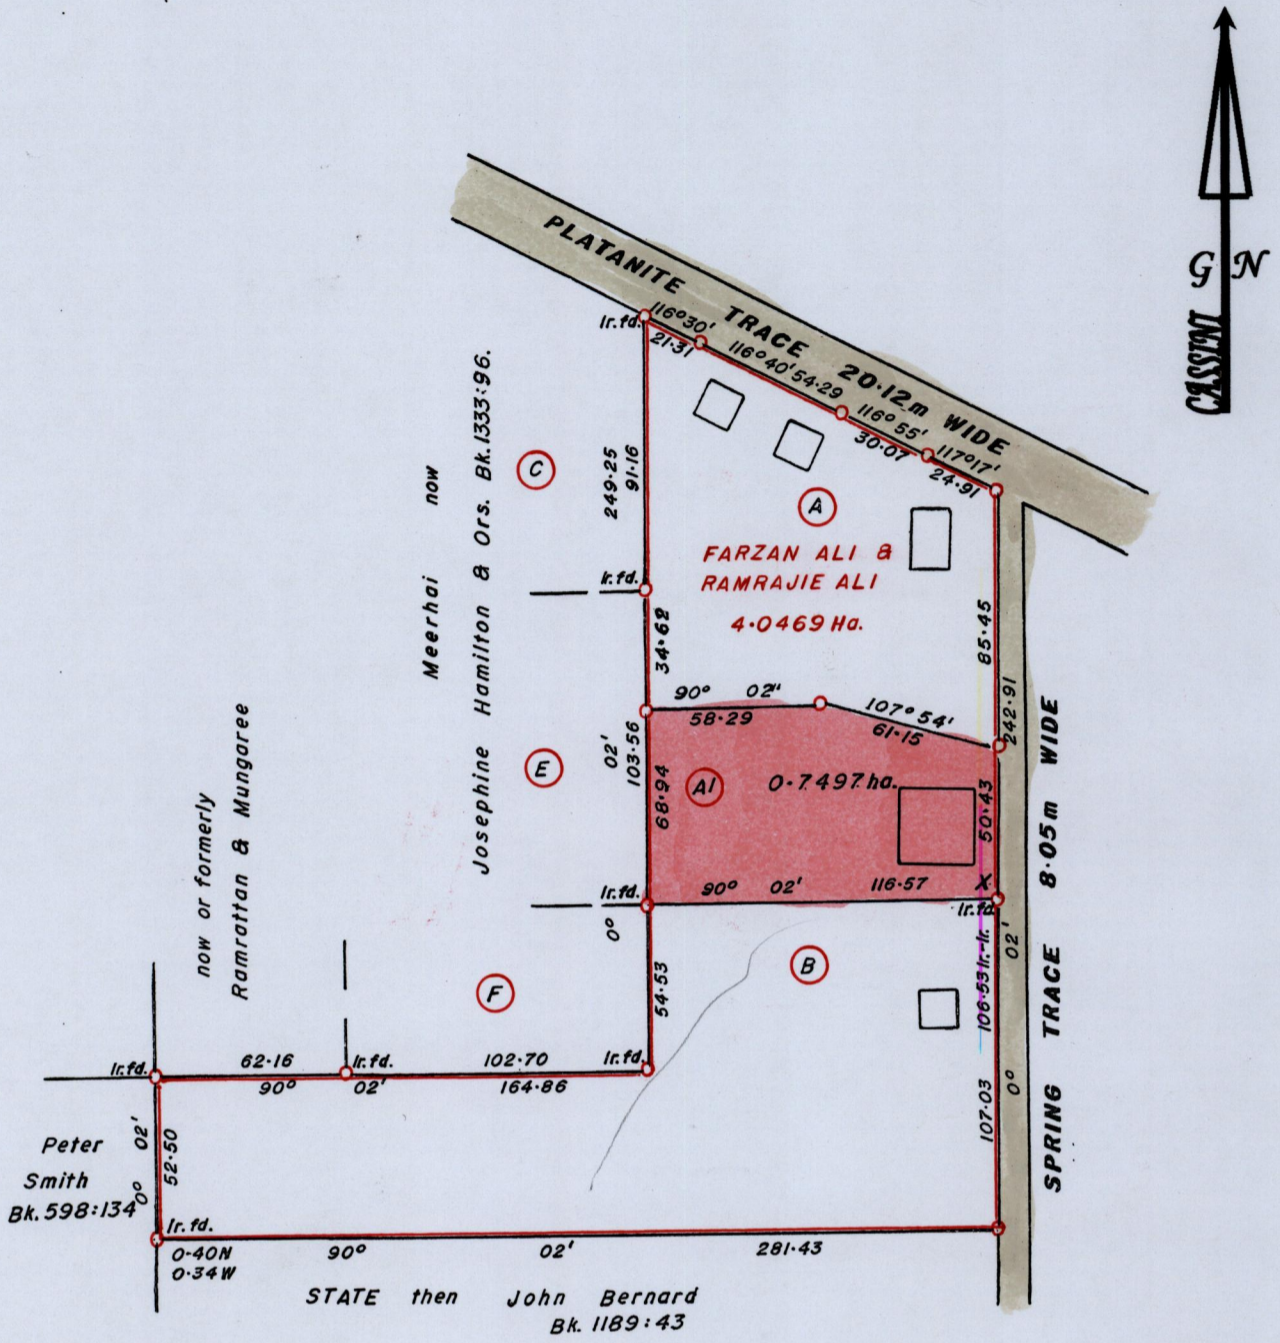 G N
CASSINI
PLATANITE TRACE 20·12m WIDE
Ir.fd.
116°30'
21·31
116°40'
54·29
116°55'
30·07
117°17'
24·91
C
249·25
91·16
A
FARZAN ALI &
RAMRAJIE ALI
4·0469 Ha.
Meerhai now
Josephine Hamilton & Ors. Bk.1333:96.
Ir.fd.
34·62
85·45
242·91
90° 02"
58·29
107°54'
61·15
E
02'
103·56
68·94
A1
0·7497ha.
50·43
SPRING TRACE 8·05m WIDE
now or formerly
Ramrattan & Mungaree
Ir.fd.
90° 02'
116·57
X
Ir.fd.
0°
02'
F
54·53
B
106·53 Ir.-Ir.
Ir.fd.
62·16
Ir.fd.
102·70
Ir.fd.
90° 02'
164·86
107·03
0°
Peter
Smith
Bk.598:134
02'
0°
52·50
Ir.fd.
0·40N
0·34W
90° 02'
281·43
STATE then John Bernard
Bk. 1189:43